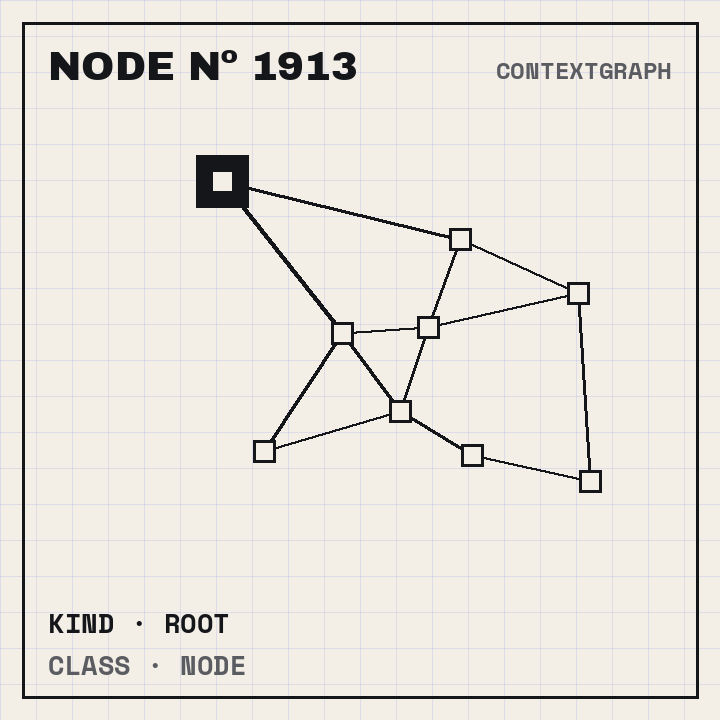 NODE Nº 1913
CONTEXTGRAPH
KIND · ROOT
CLASS · NODE